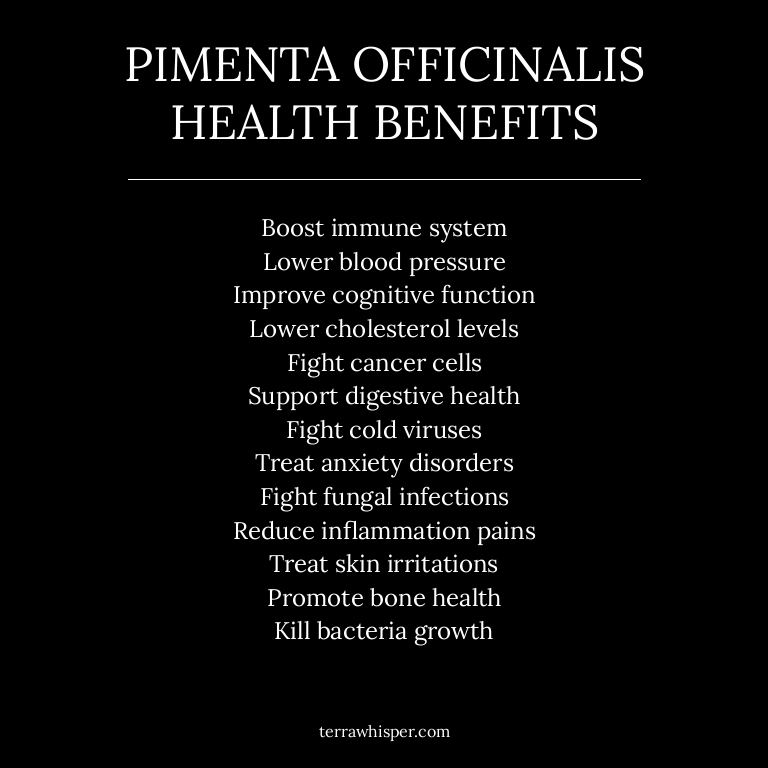 PIMENTA OFFICINALIS
HEALTH BENEFITS
Boost immune system
Lower blood pressure
Improve cognitive function
Lower cholesterol levels
Fight cancer cells
Support digestive health
Fight cold viruses
Treat anxiety disorders
Fight fungal infections
Reduce inflammation pains
Treat skin irritations
Promote bone health
Kill bacteria growth
terrawhisper.com